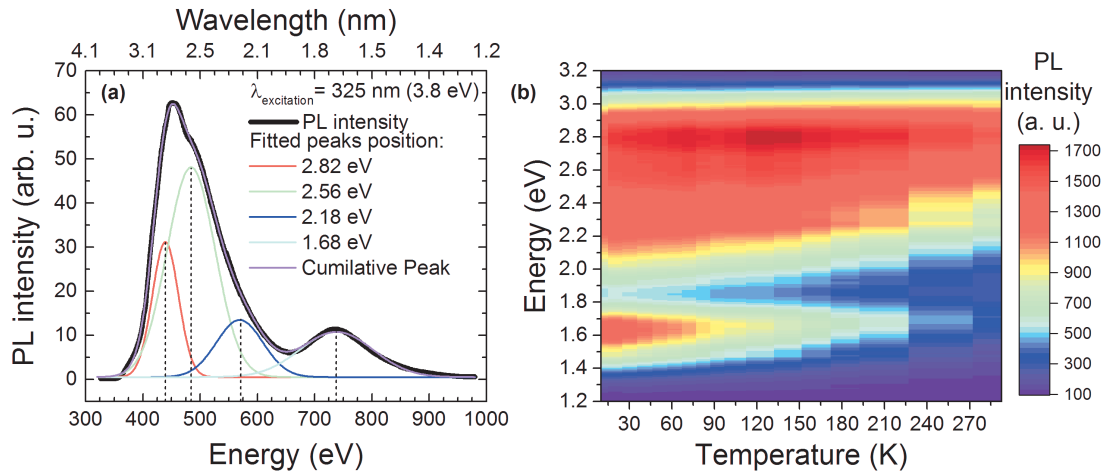 Wavelength (nm)
4.1 3.1 2.5 2.1 1.8 1.5 1.4 1.2
70
60
50
40
30
20
10
0
PL intensity (arb. u.)
(a)
λexcitation= 325 nm (3.8 eV)
PL intensity
Fitted peaks position:
2.82 eV
2.56 eV
2.18 eV
1.68 eV
Cumilative Peak
300 400 500 600 700 800 900 1000
Energy (eV)
(b)
3.2
3.0
2.8
2.6
2.4
2.2
2.0
1.8
1.6
1.4
1.2
Energy (eV)
30 60 90 120 150 180 210 240 270
Temperature (K)
PL
intensity
(a. u.)
1700
1500
1300
1100
900
700
500
300
100